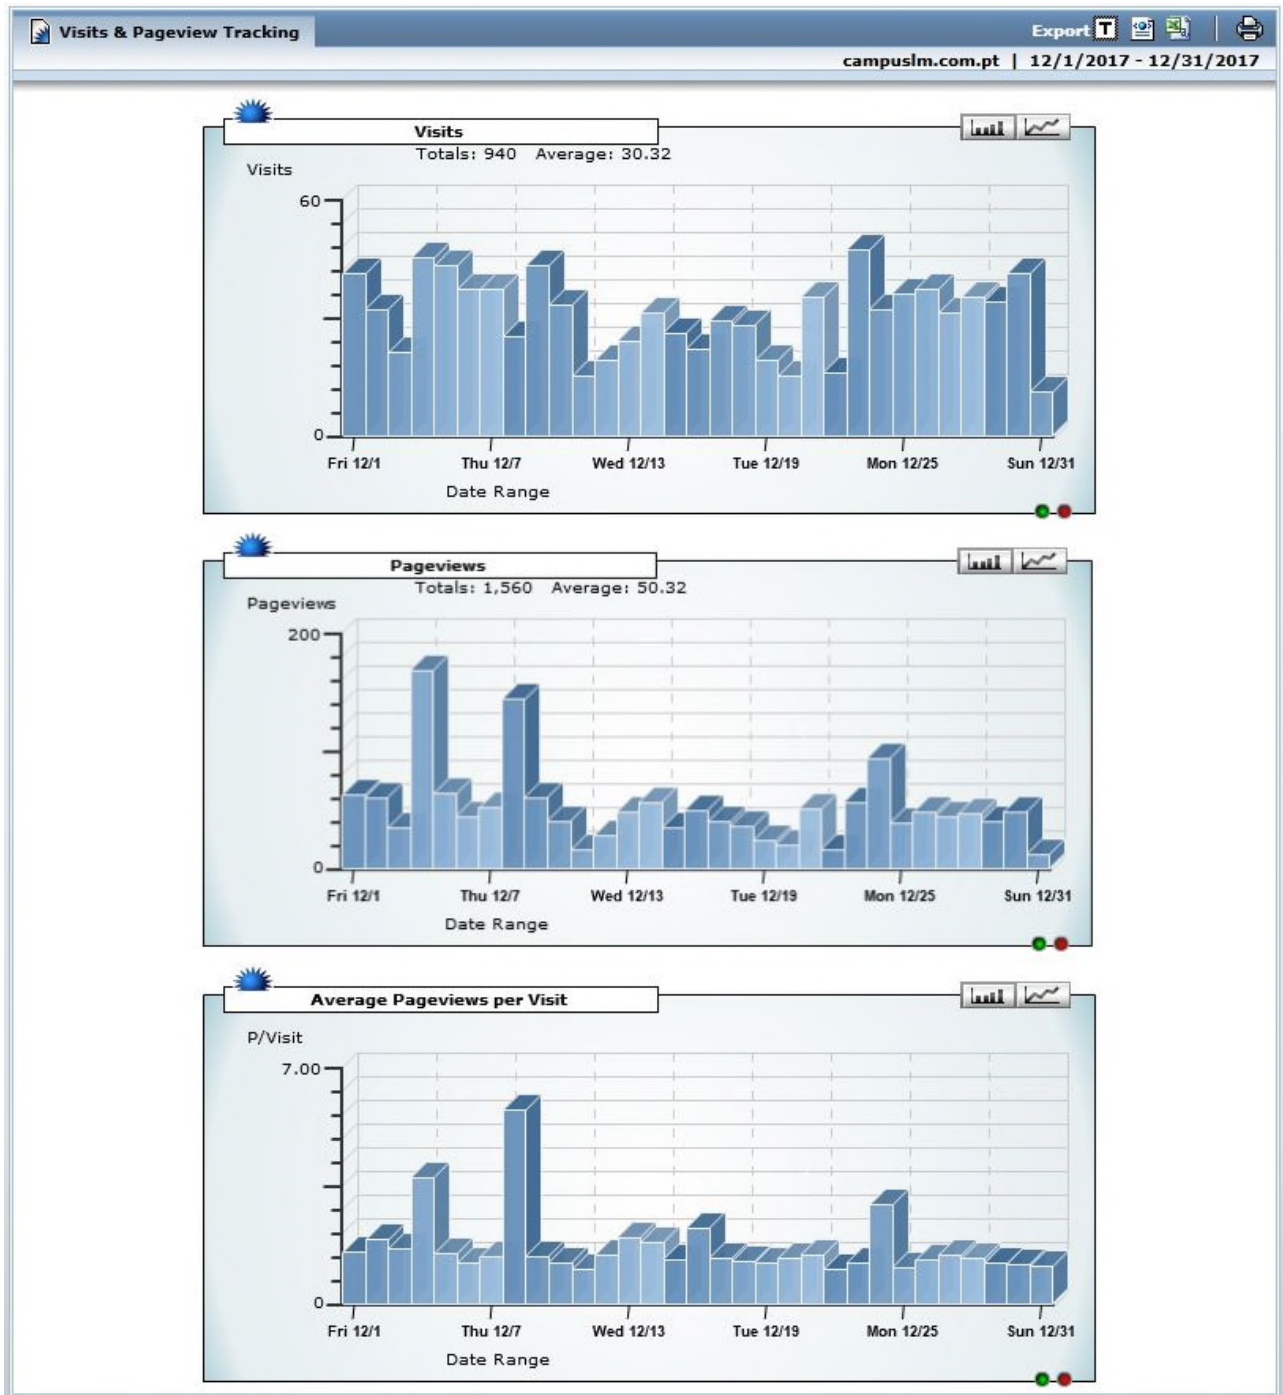 Visits & Pageview Tracking
Export T
campuslm.com.pt | 12/1/2017 - 12/31/2017
Visits
Totals: 940 Average: 30.32
Visits
60
0
Fri 12/1 Thu 12/7 Wed 12/13 Tue 12/19 Mon 12/25 Sun 12/31
Date Range
Pageviews
Totals: 1,560 Average: 50.32
Pageviews
200
0
Fri 12/1 Thu 12/7 Wed 12/13 Tue 12/19 Mon 12/25 Sun 12/31
Date Range
Average Pageviews per Visit
P/Visit
7.00
0
Fri 12/1 Thu 12/7 Wed 12/13 Tue 12/19 Mon 12/25 Sun 12/31
Date Range